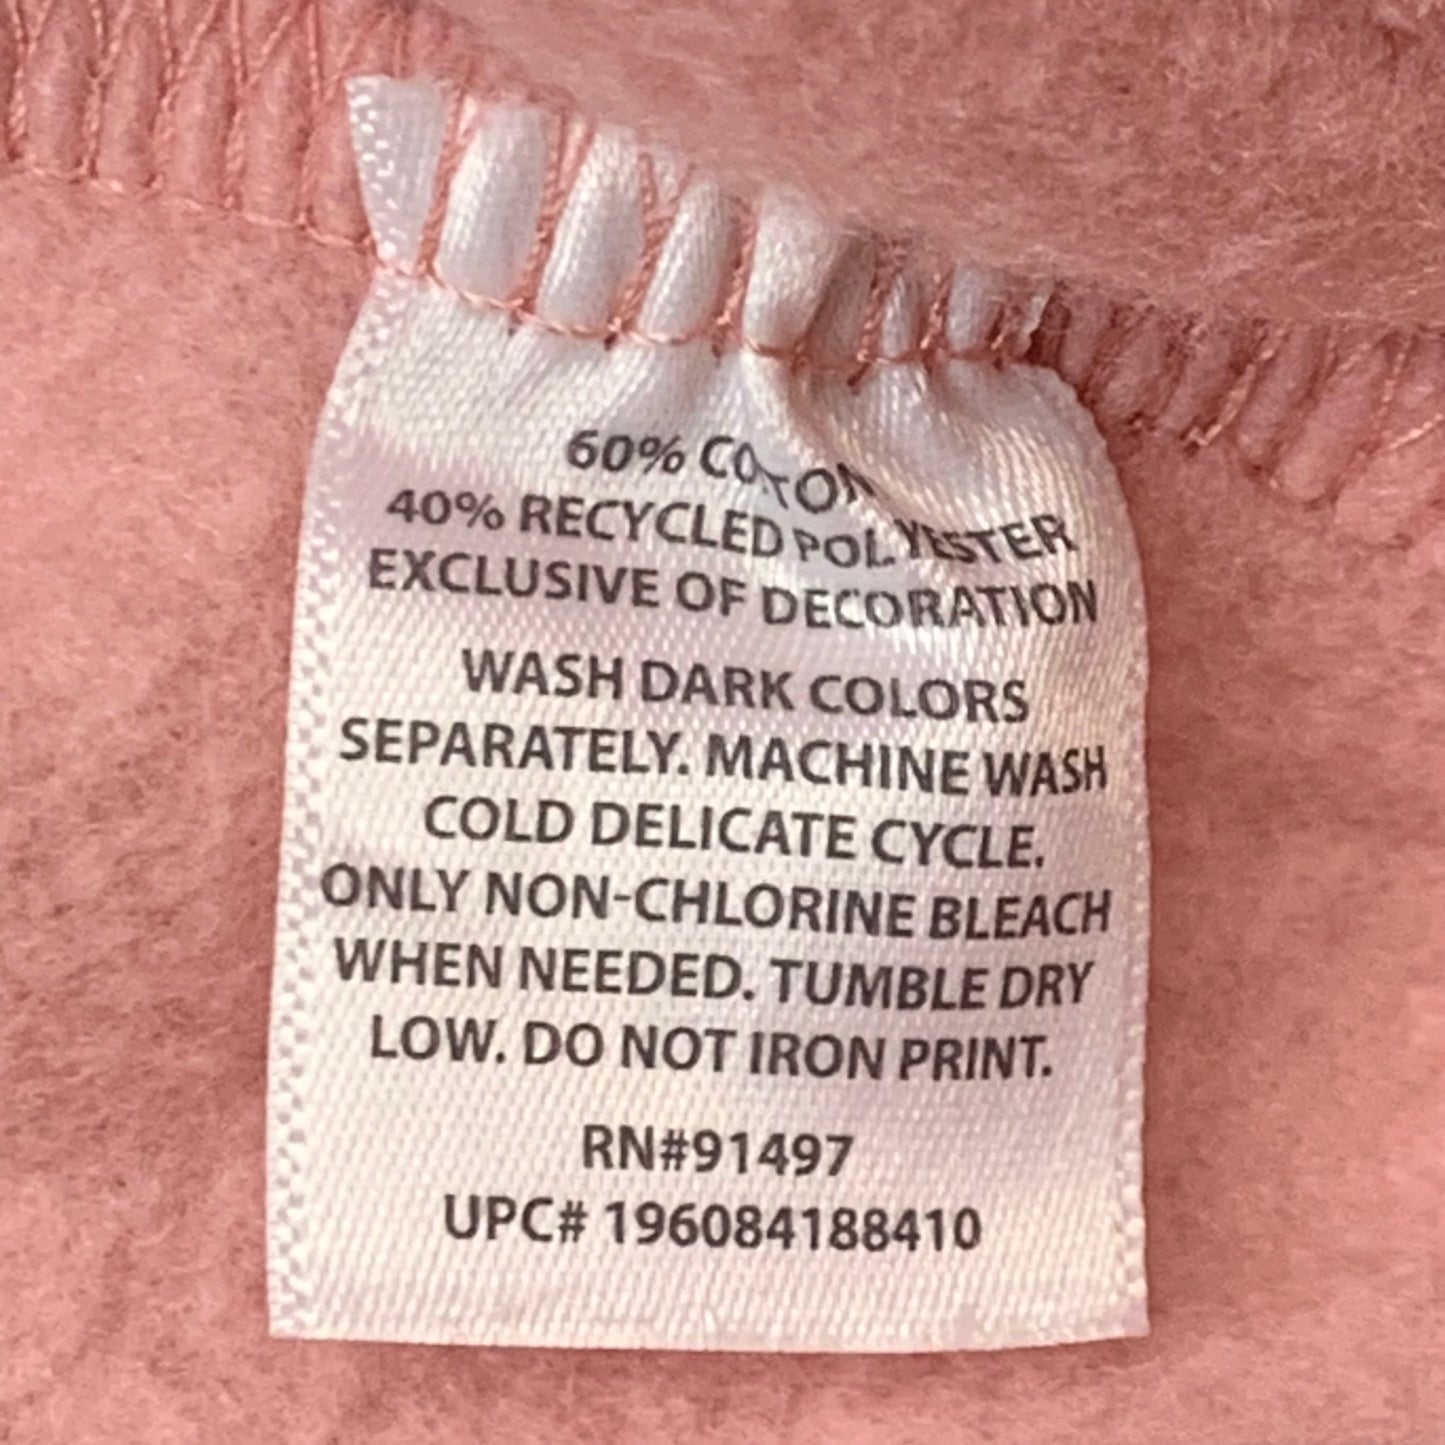 60% COTTON
40% RECYCLED POLYESTER
EXCLUSIVE OF DECORATION
WASH DARK COLORS
SEPARATELY. MACHINE WASH
COLD DELICATE CYCLE.
ONLY NON-CHLORINE BLEACH
WHEN NEEDED. TUMBLE DRY
LOW. DO NOT IRON PRINT.
RN#91497
UPC# 196084188410